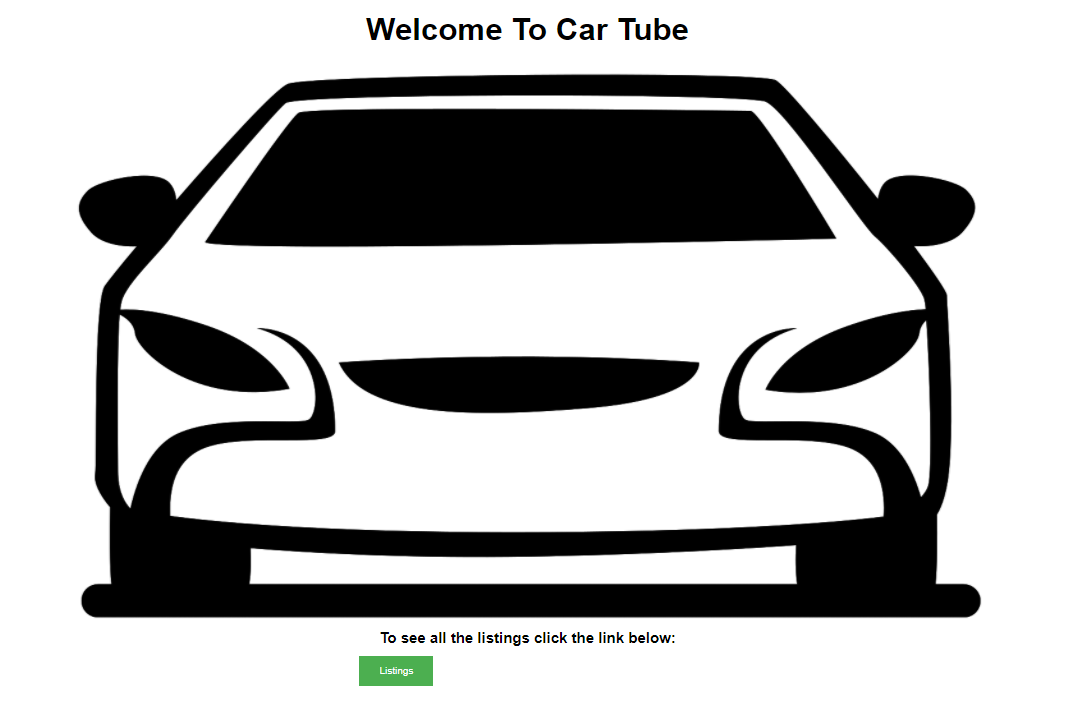 Welcome To Car Tube
To see all the listings click the link below:
Listings